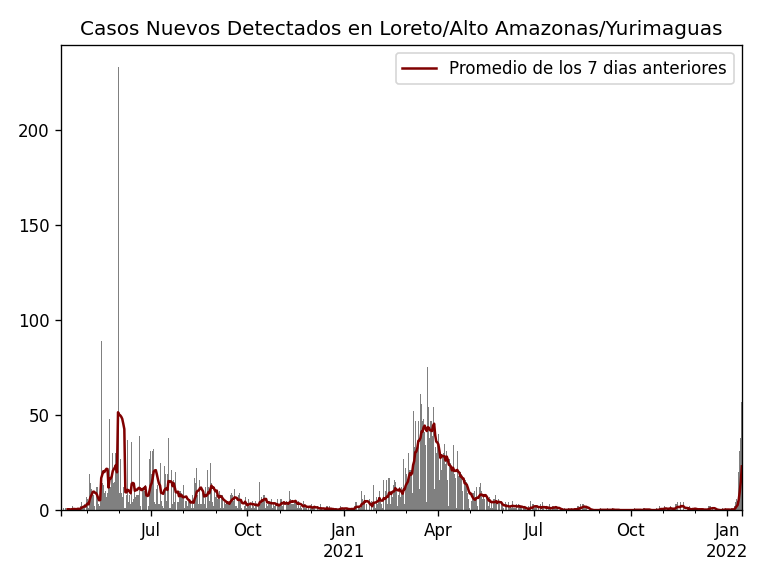 Casos Nuevos Detectados en Loreto/Alto Amazonas/Yurimaguas
Promedio de los 7 dias anteriores
200
150
100
50
0
Jul Oct Jan Apr Jul Oct Jan
2021 2022